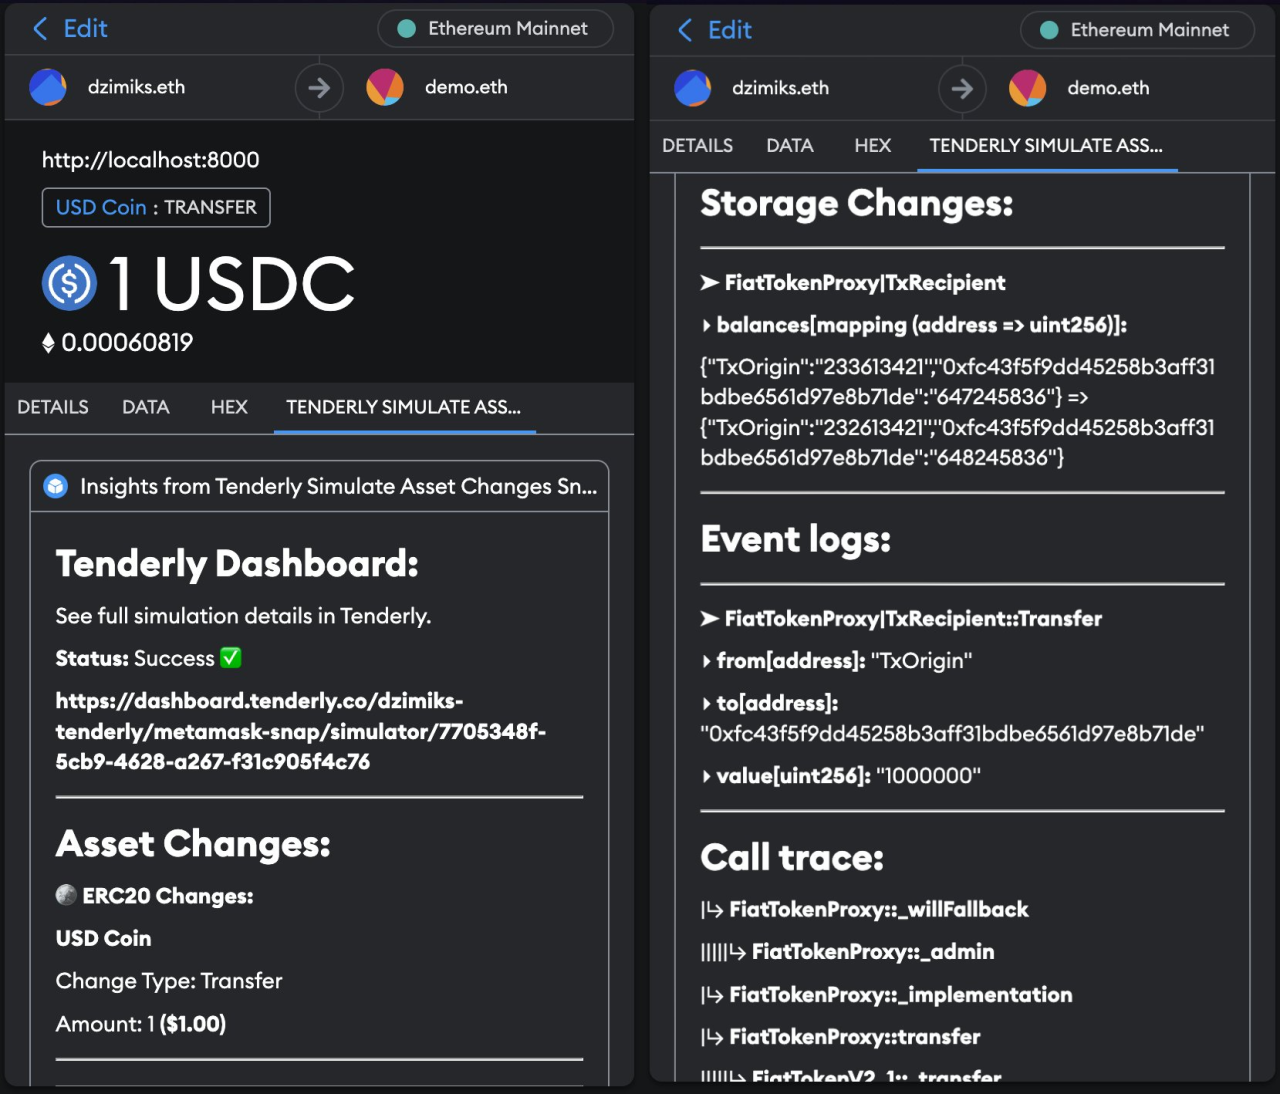 Edit
Ethereum Mainnet
dzimiks.eth
demo.eth
http://localhost:8000
USD Coin : TRANSFER
1 USDC
0.00060819
DETAILS DATA HEX TENDERLY SIMULATE ASS...
Insights from Tenderly Simulate Asset Changes Sn...
Tenderly Dashboard:
See full simulation details in Tenderly.
Status: Success ✅
https://dashboard.tenderly.co/dzimiks-
tenderly/metamask-snap/simulator/7705348f-
5cb9-4628-a267-f31c905f4c76
Asset Changes:
ERC20 Changes:
USD Coin
Change Type: Transfer
Amount: 1 ($1.00)
Edit
Ethereum Mainnet
dzimiks.eth
demo.eth
DETAILS DATA HEX TENDERLY SIMULATE ASS...
Storage Changes:
➤ FiatTokenProxy|TxRecipient
‣ balances[mapping (address => uint256)]:
{"TxOrigin":"233613421","0xfc43f5f9dd45258b3aff31
bdbe6561d97e8b71de":"647245836"} =>
{"TxOrigin":"232613421","0xfc43f5f9dd45258b3aff31
bdbe6561d97e8b71de":"648245836"}
Event logs:
➤ FiatTokenProxy|TxRecipient::Transfer
‣ from[address]: "TxOrigin"
‣ to[address]:
"0xfc43f5f9dd45258b3aff31bdbe6561d97e8b71de"
‣ value[uint256]: "1000000"
Call trace:
|↳ FiatTokenProxy::_willFallback
|||||↳ FiatTokenProxy::_admin
|↳ FiatTokenProxy::_implementation
|↳ FiatTokenProxy::transfer
|||||↳ FiatTokenV2_1::_transfer